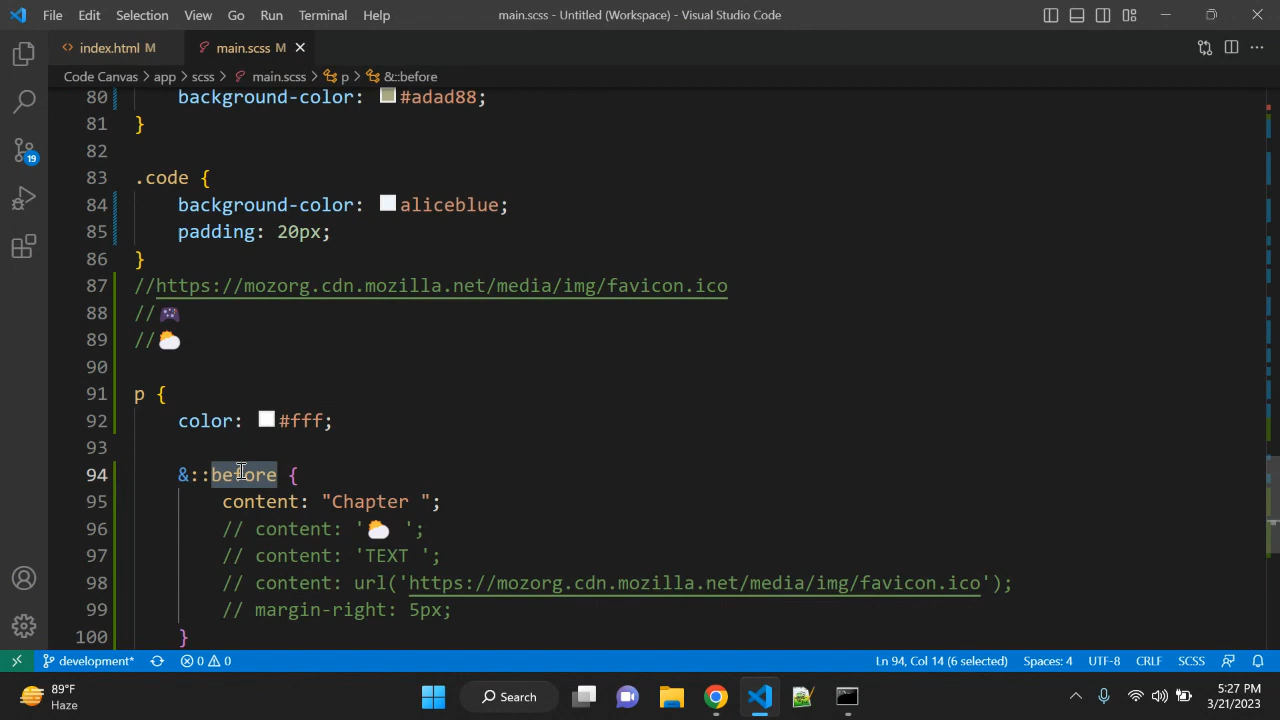 File Edit Selection View Go Run Terminal Help
main.scss - Untitled (Workspace) - Visual Studio Code
index.html M main.scss M
Code Canvas > app > scss > main.scss > p > &::before
80 background-color: #adad88;
81 }
82
83 .code {
84 background-color: aliceblue;
85 padding: 20px;
86 }
87 //https://mozorg.cdn.mozilla.net/media/img/favicon.ico
88 //🎮
89 //🌥️
90
91 p {
92 color: #fff;
93
94 &::before {
95 content: "Chapter ";
96 // content: '🌥️ ';
97 // content: 'TEXT ';
98 // content: url('https://mozorg.cdn.mozilla.net/media/img/favicon.ico');
99 // margin-right: 5px;
100 }
19
development* 0 0 Ln 94, Col 14 (6 selected) Spaces: 4 UTF-8 CRLF SCSS
89°F
Haze
Search
5:27 PM
3/21/2023